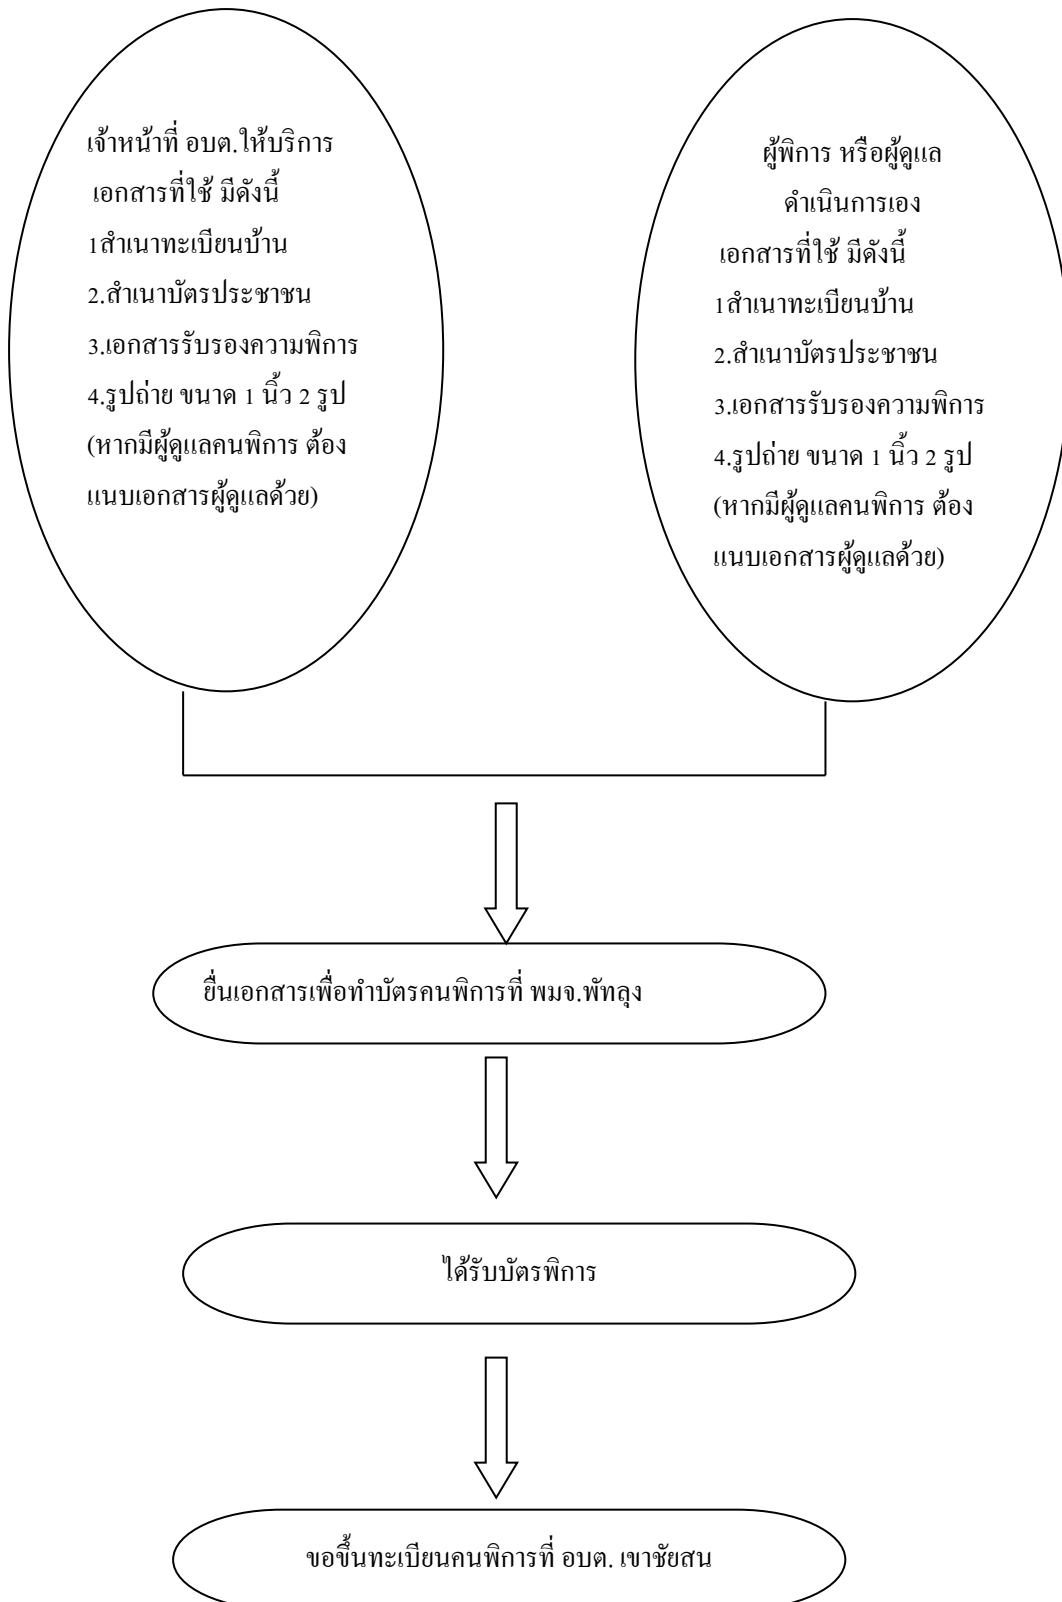 เจ้าหน้าที่ อบต.ให้บริการ
เอกสารที่ใช้ มีดังนี้
1สำเนาทะเบียนบ้าน
2.สำเนาบัตรประชาชน
3.เอกสารรับรองความพิการ
4.รูปถ่าย ขนาด 1 นิ้ว 2 รูป
(หากมีผู้ดูแลคนพิการ ต้อง
แนบเอกสารผู้ดูแลด้วย)
ผู้พิการ หรือผู้ดูแล
ดำเนินการเอง
เอกสารที่ใช้ มีดังนี้
1สำเนาทะเบียนบ้าน
2.สำเนาบัตรประชาชน
3.เอกสารรับรองความพิการ
4.รูปถ่าย ขนาด 1 นิ้ว 2 รูป
(หากมีผู้ดูแลคนพิการ ต้อง
แนบเอกสารผู้ดูแลด้วย)
ยื่นเอกสารเพื่อทำบัตรคนพิการที่ พมจ.พัทลุง
ได้รับบัตรพิการ
ขอขึ้นทะเบียนคนพิการที่ อบต. เขาชัยสน